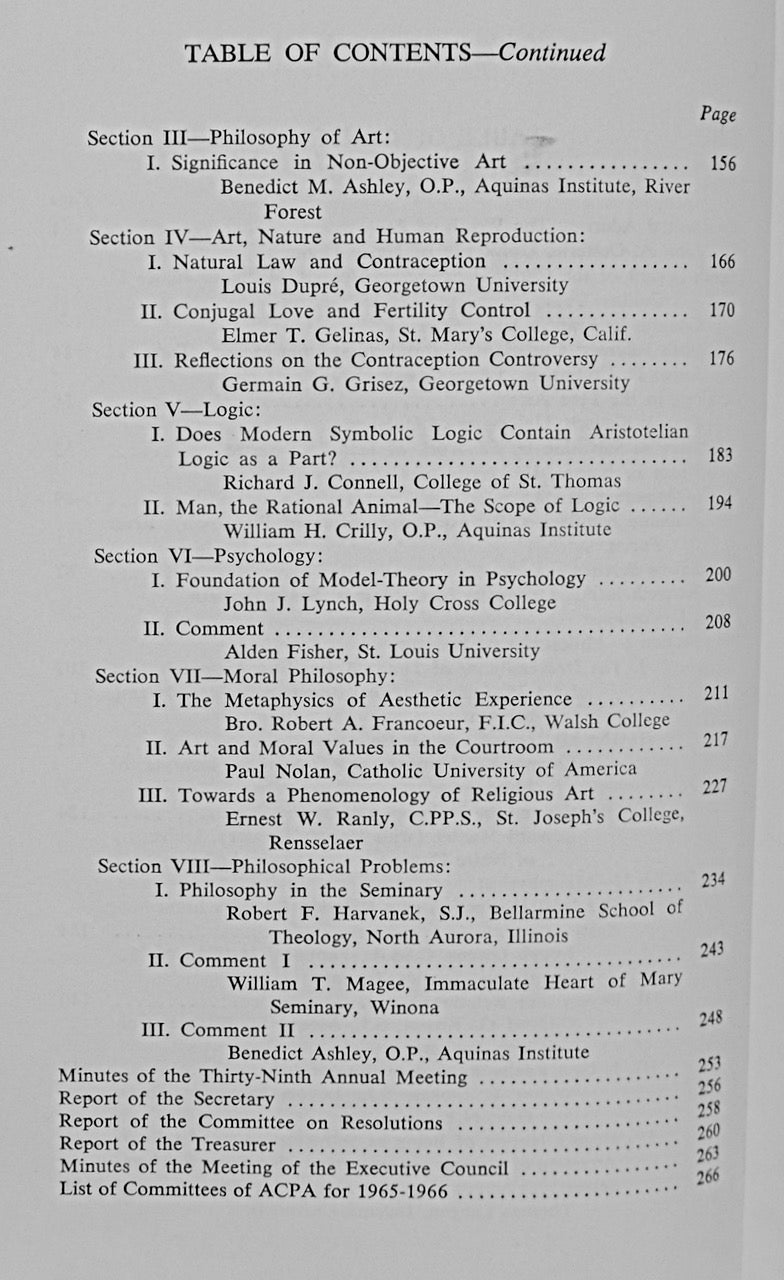 TABLE OF CONTENTS—Continued
Page
Section III—Philosophy of Art:
I. Significance in Non-Objective Art ................ 156
Benedict M. Ashley, O.P., Aquinas Institute, River
Forest
Section IV—Art, Nature and Human Reproduction:
I. Natural Law and Contraception .................. 166
Louis Dupré, Georgetown University
II. Conjugal Love and Fertility Control .............. 170
Elmer T. Gelinas, St. Mary's College, Calif.
III. Reflections on the Contraception Controversy ........ 176
Germain G. Grisez, Georgetown University
Section V—Logic:
I. Does Modern Symbolic Logic Contain Aristotelian
Logic as a Part? ................................. 183
Richard J. Connell, College of St. Thomas
II. Man, the Rational Animal—The Scope of Logic ...... 194
William H. Crilly, O.P., Aquinas Institute
Section VI—Psychology:
I. Foundation of Model-Theory in Psychology ......... 200
John J. Lynch, Holy Cross College
II. Comment ....................................... 208
Alden Fisher, St. Louis University
Section VII—Moral Philosophy:
I. The Metaphysics of Aesthetic Experience .......... 211
Bro. Robert A. Francoeur, F.I.C., Walsh College
II. Art and Moral Values in the Courtroom ............ 217
Paul Nolan, Catholic University of America
III. Towards a Phenomenology of Religious Art ........ 227
Ernest W. Ranly, C.PP.S., St. Joseph's College,
Rensselaer
Section VIII—Philosophical Problems:
I. Philosophy in the Seminary ...................... 234
Robert F. Harvanek, S.J., Bellarmine School of
Theology, North Aurora, Illinois
II. Comment I .................................... 243
William T. Magee, Immaculate Heart of Mary
Seminary, Winona
III. Comment II .................................... 248
Benedict Ashley, O.P., Aquinas Institute
Minutes of the Thirty-Ninth Annual Meeting .................... 253
Report of the Secretary ....................................... 256
Report of the Committee on Resolutions ....................... 258
Report of the Treasurer ....................................... 260
Minutes of the Meeting of the Executive Council ................ 263
List of Committees of ACPA for 1965-1966 ...................... 266